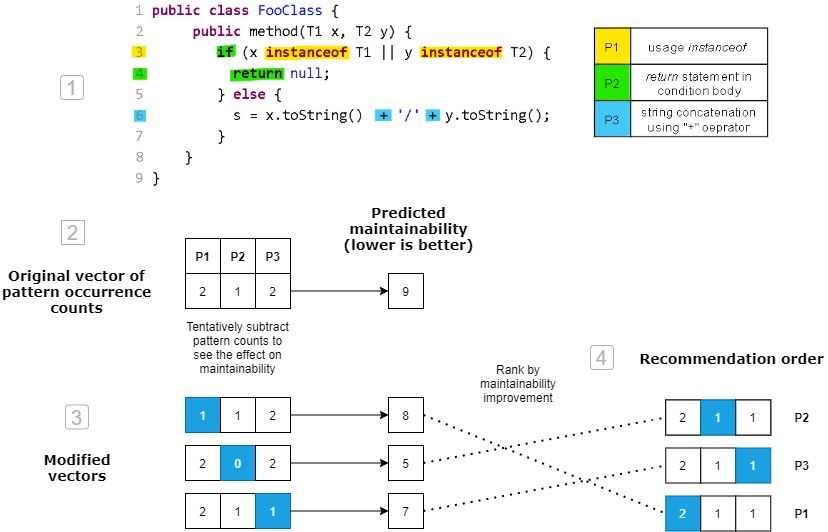 1 public class FooClass {
2 public method(T1 x, T2 y) {
3 if (x instanceof T1 || y instanceof T2) {
4 return null;
5 } else {
6 s = x.toString() + '/' + y.toString();
7 }
8 }
9 }
1
P1 usage instanceof
P2 return statement in
condition body
P3 string concatenation
using "+" oeprator
2
Original vector of
pattern occurrence
counts
P1 P2 P3
2 1 2
Predicted
maintainability
(lower is better)
9
Tentatively subtract
pattern counts to
see the effect on
maintainability
3
Modified
vectors
1 1 2
8
2 0 2
5
2 1 1
7
Rank by
maintainability
improvement
4
Recommendation order
2 1 1 P2
2 1 1 P3
2 1 1 P1